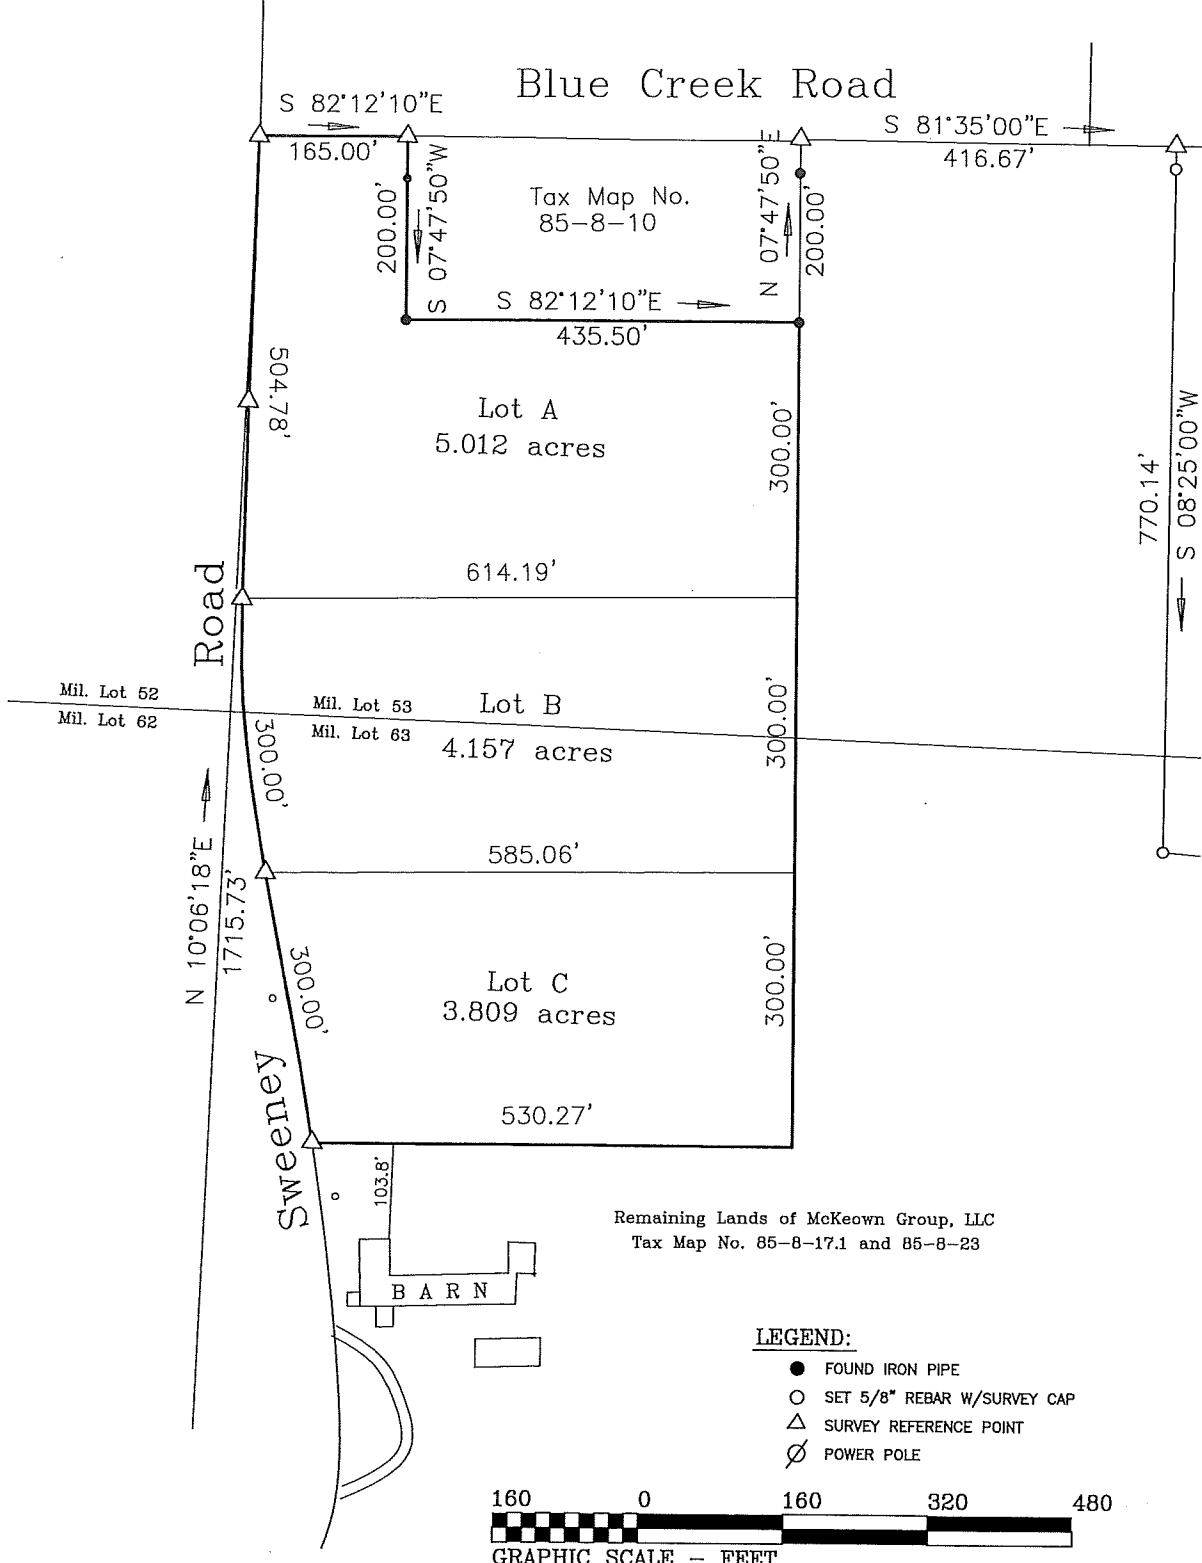 Blue Creek Road
S 82°12'10"E
165.00'
S 81°35'00"E
416.67'
200.00'
S 07°47'50"W
Tax Map No.
85-8-10
N 07°47'50"E
200.00'
S 82°12'10"E
435.50'
504.78'
Lot A
5.012 acres
300.00'
770.14'
S 08°25'00"W
614.19'
Sweeney Road
Mil. Lot 52
Mil. Lot 62
Mil. Lot 53
Mil. Lot 63
Lot B
4.157 acres
300.00'
300.00'
585.06'
N 10°06'18"E
1715.73'
300.00'
Lot C
3.809 acres
300.00'
530.27'
103.8'
BARN
Remaining Lands of McKeown Group, LLC
Tax Map No. 85-8-17.1 and 85-8-23
LEGEND:
FOUND IRON PIPE
SET 5/8" REBAR W/SURVEY CAP
SURVEY REFERENCE POINT
POWER POLE
160 0 160 320 480
GRAPHIC SCALE - FEET